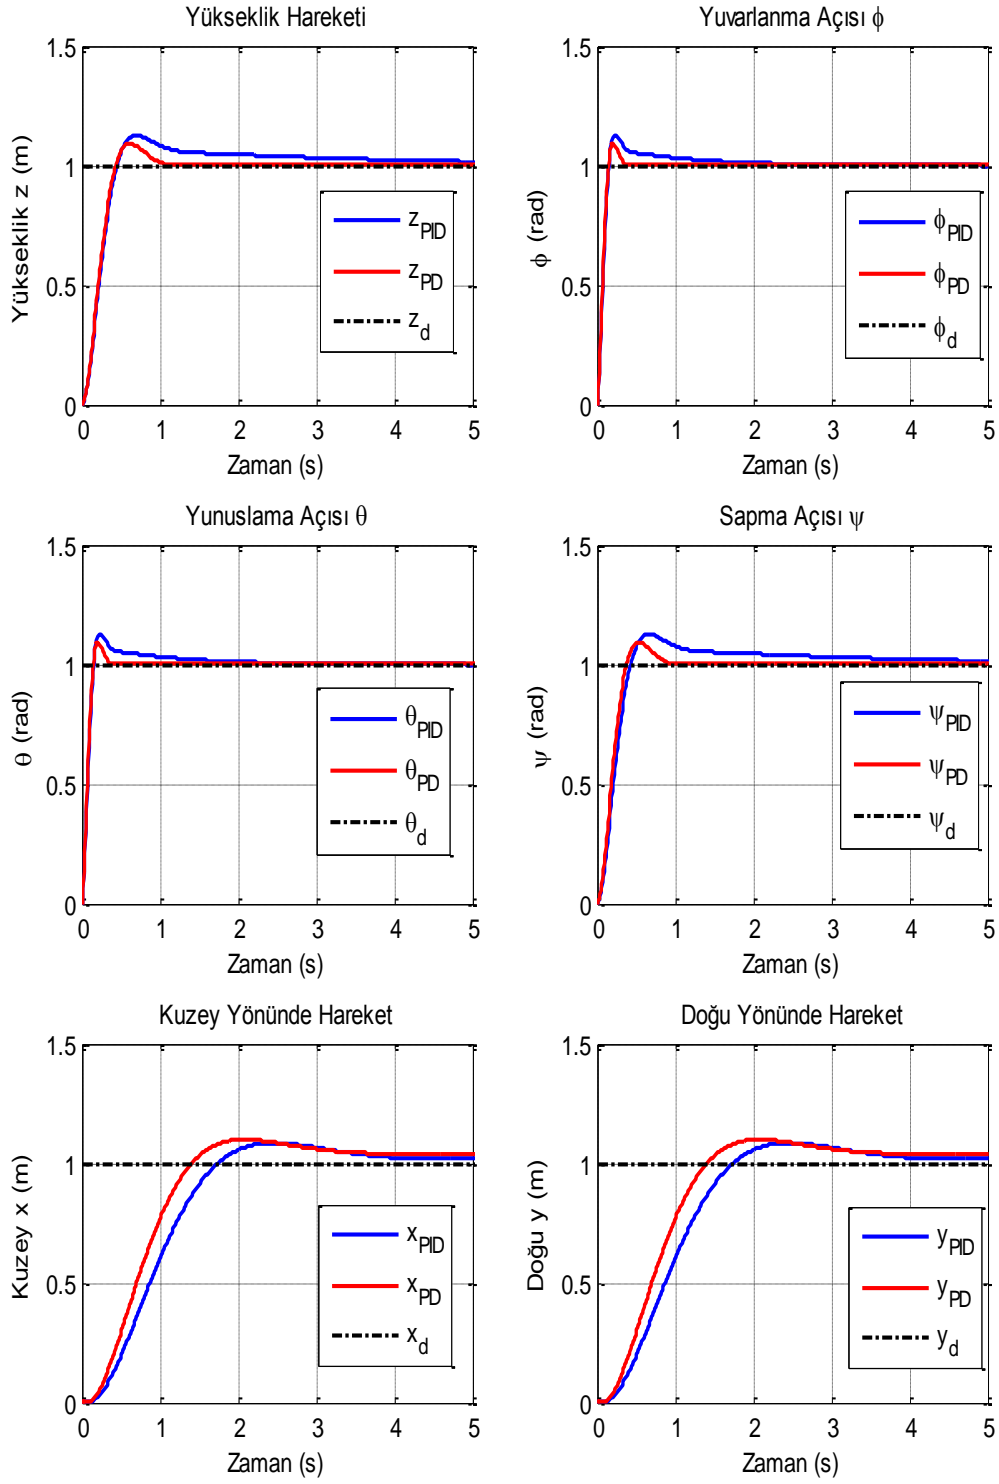 Yükseklik Hareketi
1.5
1
0.5
0
0 1 2 3 4 5
Yükseklik z (m)
Zaman (s)
z_PID
z_PD
z_d
Yuvarlanma Açısı ϕ
1.5
1
0.5
0
0 1 2 3 4 5
ϕ (rad)
Zaman (s)
ϕ_PID
ϕ_PD
ϕ_d
Yunuslama Açısı θ
1.5
1
0.5
0
0 1 2 3 4 5
θ (rad)
Zaman (s)
θ_PID
θ_PD
θ_d
Sapma Açısı ψ
1.5
1
0.5
0
0 1 2 3 4 5
ψ (rad)
Zaman (s)
ψ_PID
ψ_PD
ψ_d
Kuzey Yönünde Hareket
1.5
1
0.5
0
0 1 2 3 4 5
Kuzey x (m)
Zaman (s)
x_PID
x_PD
x_d
Doğu Yönünde Hareket
1.5
1
0.5
0
0 1 2 3 4 5
Doğu y (m)
Zaman (s)
y_PID
y_PD
y_d